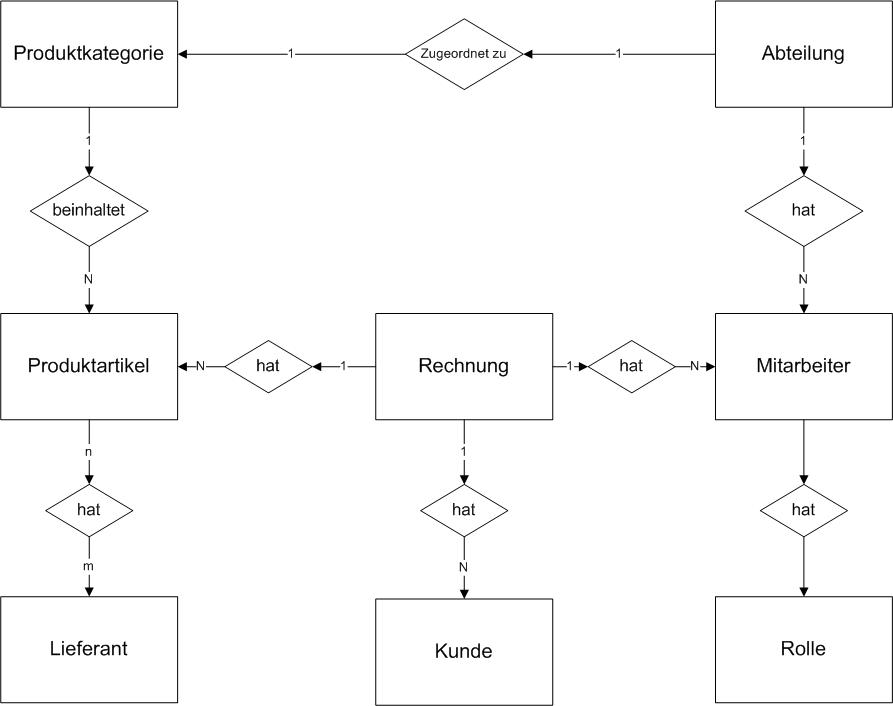 Produktkategorie
1
Zugeordnet zu
1
Abteilung
1
1
beinhaltet
hat
N
N
Produktartikel
N
hat
1
Rechnung
1
hat
N
Mitarbeiter
n
1
hat
hat
hat
m
N
Lieferant
Kunde
Rolle